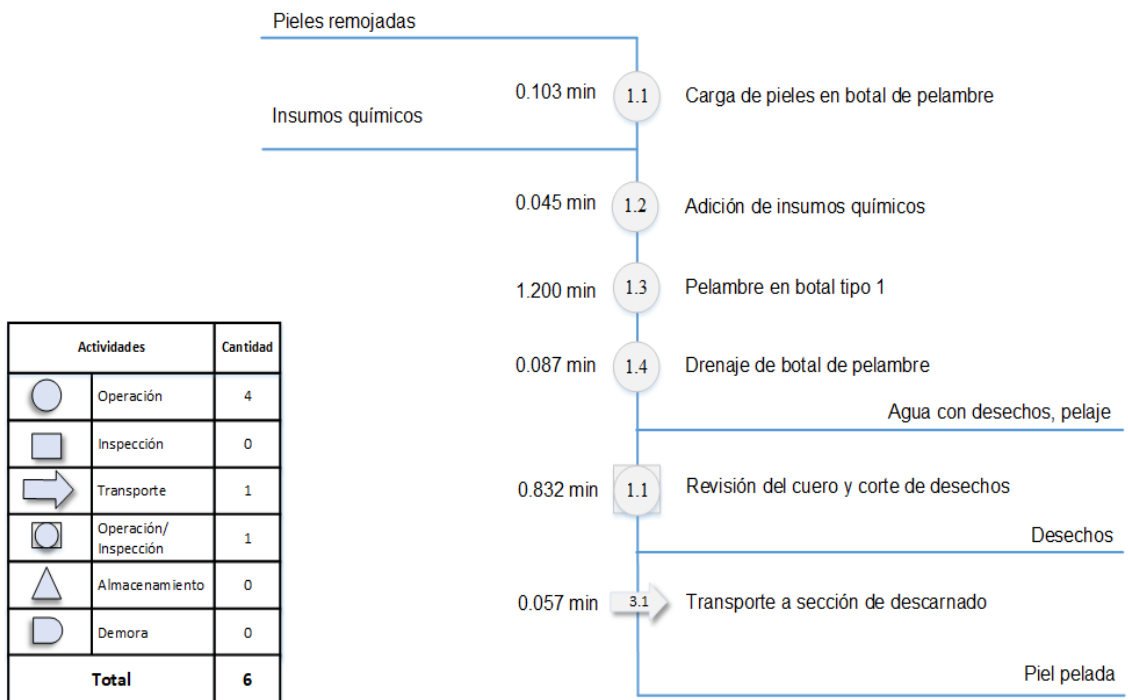 Pieles remojadas
0.103 min 1.1 Carga de pieles en botal de pelambre
Insumos químicos
0.045 min 1.2 Adición de insumos químicos
1.200 min 1.3 Pelambre en botal tipo 1
0.087 min 1.4 Drenaje de botal de pelambre
Agua con desechos, pelaje
0.832 min 1.1 Revisión del cuero y corte de desechos
Desechos
0.057 min 3.1 Transporte a sección de descarnado
Piel pelada
Actividades Cantidad
Operación 4
Inspección 0
Transporte 1
Operación/
Inspección 1
Almacenamiento 0
Demora 0
Total 6